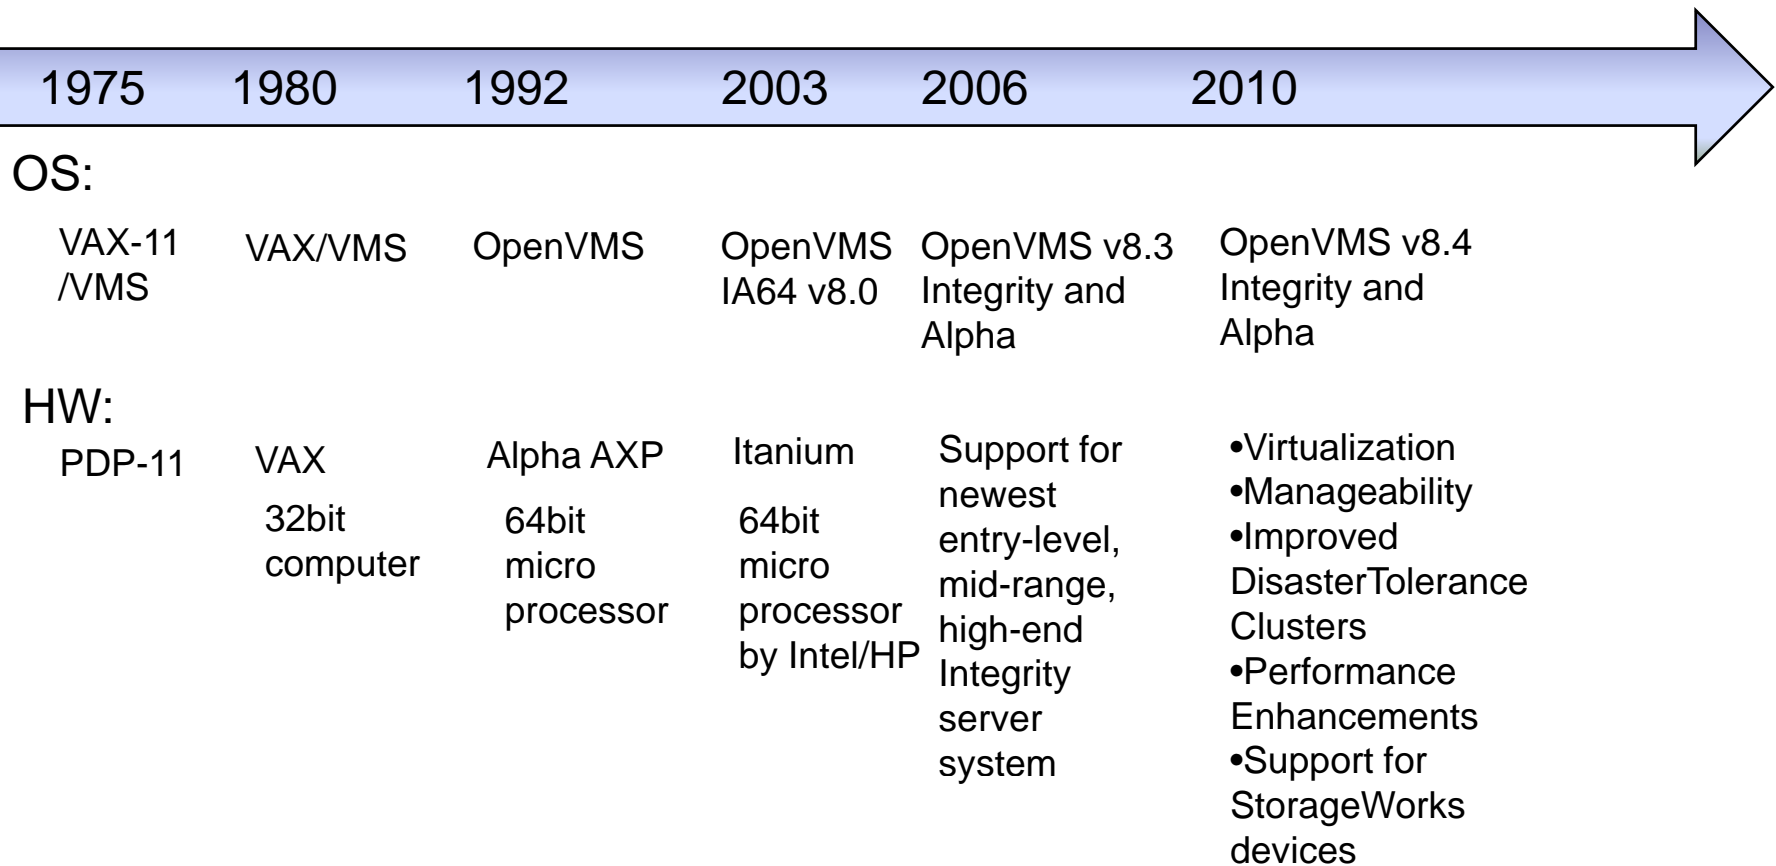 1975 1980 1992 2003 2006 2010
OS:
VAX-11
/VMS
VAX/VMS
OpenVMS
OpenVMS
IA64 v8.0
OpenVMS v8.3
Integrity and
Alpha
OpenVMS v8.4
Integrity and
Alpha
HW:
PDP-11
VAX
32bit
computer
Alpha AXP
64bit
micro
processor
Itanium
64bit
micro
processor
by Intel/HP
Support for
newest
entry-level,
mid-range,
high-end
Integrity
server
system
•Virtualization
•Manageability
•Improved
DisasterTolerance
Clusters
•Performance
Enhancements
•Support for
StorageWorks
devices